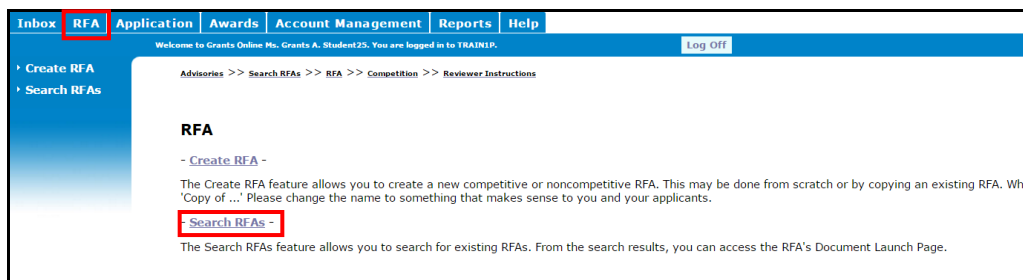 Inbox RFA Application Awards Account Management Reports Help
Welcome to Grants Online Ms. Grants A. Student25. You are logged in to TRAIN1P. Log Off
Create RFA
Search RFAs
Advisories >> Search RFAs >> RFA >> Competition >> Reviewer Instructions
RFA
- Create RFA -
The Create RFA feature allows you to create a new competitive or noncompetitive RFA. This may be done from scratch or by copying an existing RFA. Wh
'Copy of ...' Please change the name to something that makes sense to you and your applicants.
- Search RFAs -
The Search RFAs feature allows you to search for existing RFAs. From the search results, you can access the RFA's Document Launch Page.